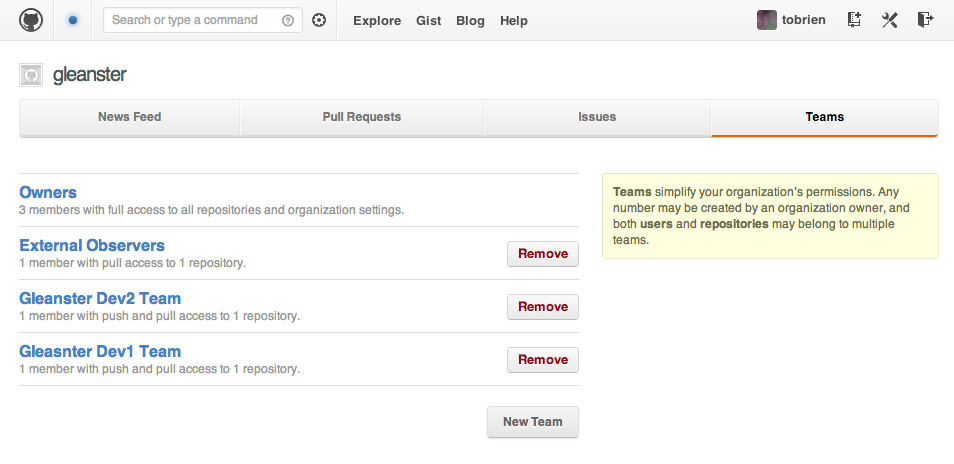 Search or type a command
Explore Gist Blog Help
tobrien
gleanster
News Feed Pull Requests Issues Teams
Owners
3 members with full access to all repositories and organization settings.
External Observers
1 member with pull access to 1 repository.
Remove
Gleanster Dev2 Team
1 member with push and pull access to 1 repository.
Remove
Gleasnter Dev1 Team
1 member with push and pull access to 1 repository.
Remove
New Team
Teams simplify your organization's permissions. Any
number may be created by an organization owner, and
both users and repositories may belong to multiple
teams.